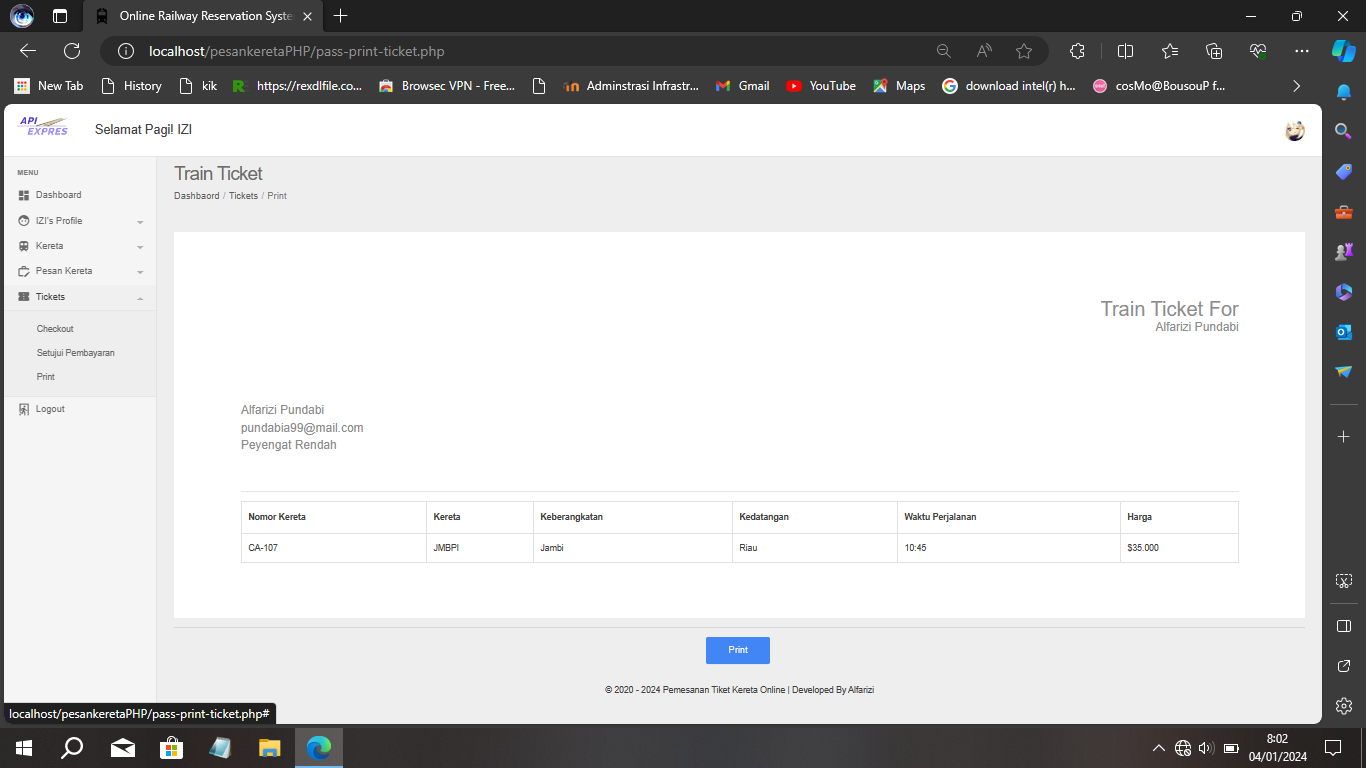 Online Railway Reservation Syste
localhost/pesankeretaPHP/pass-print-ticket.php
New Tab
History
kik
https://rexdlfile.co...
Browsec VPN - Free...
Adminstrasi Infrastr...
Gmail
YouTube
Maps
download intel(r) h...
cosMo@BousouP f...
API EXPRES
Selamat Pagi! IZI
MENU
Dashboard
IZI's Profile
Kereta
Pesan Kereta
Tickets
Checkout
Setujui Pembayaran
Print
Logout
Train Ticket
Dashbaord / Tickets / Print
Train Ticket For
Alfarizi Pundabi
Alfarizi Pundabi
pundabia99@mail.com
Peyengat Rendah
Nomor Kereta Kereta Keberangkatan Kedatangan Waktu Perjalanan Harga
CA-107 JMBPI Jambi Riau 10:45 $35.000
Print
© 2020 - 2024 Pemesanan Tiket Kereta Online | Developed By Alfarizi
localhost/pesankeretaPHP/pass-print-ticket.php#
8:02
04/01/2024